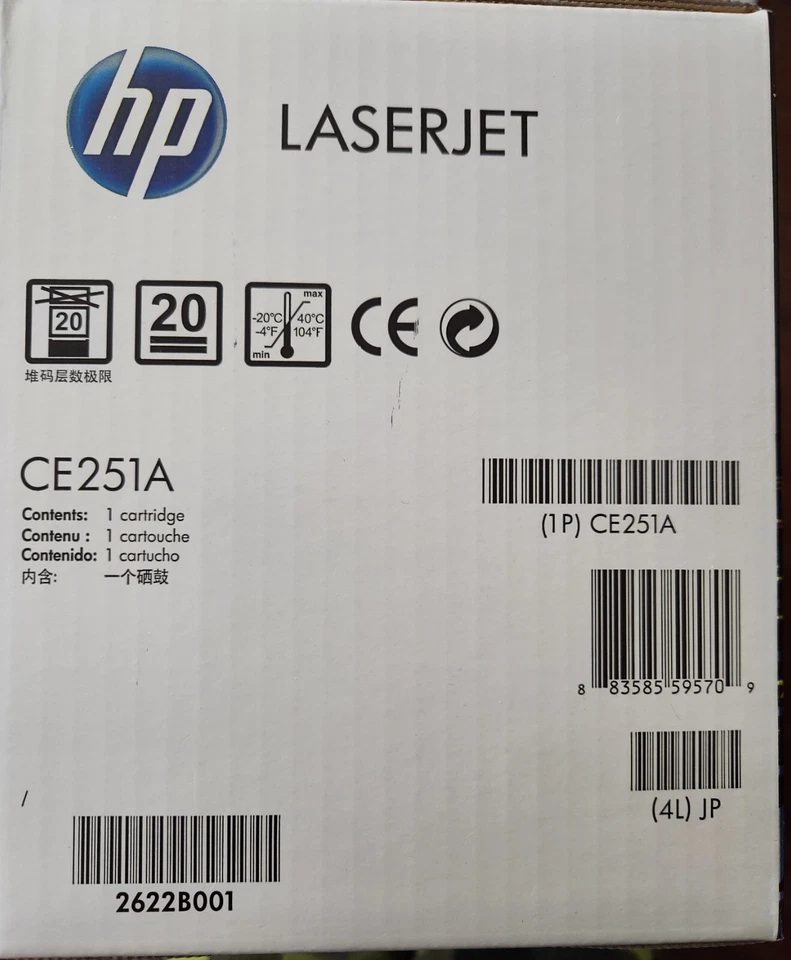 hp
LASERJET
20
20
max
-20°C 40°C
-4°F 104°F
min
CE
堆码层数极限
CE251A
Contents: 1 cartridge
Contenu : 1 cartouche
Contenido: 1 cartucho
内含: 一个硒鼓
(1P) CE251A
8 83585 59570 9
(4L) JP
/
2622B001